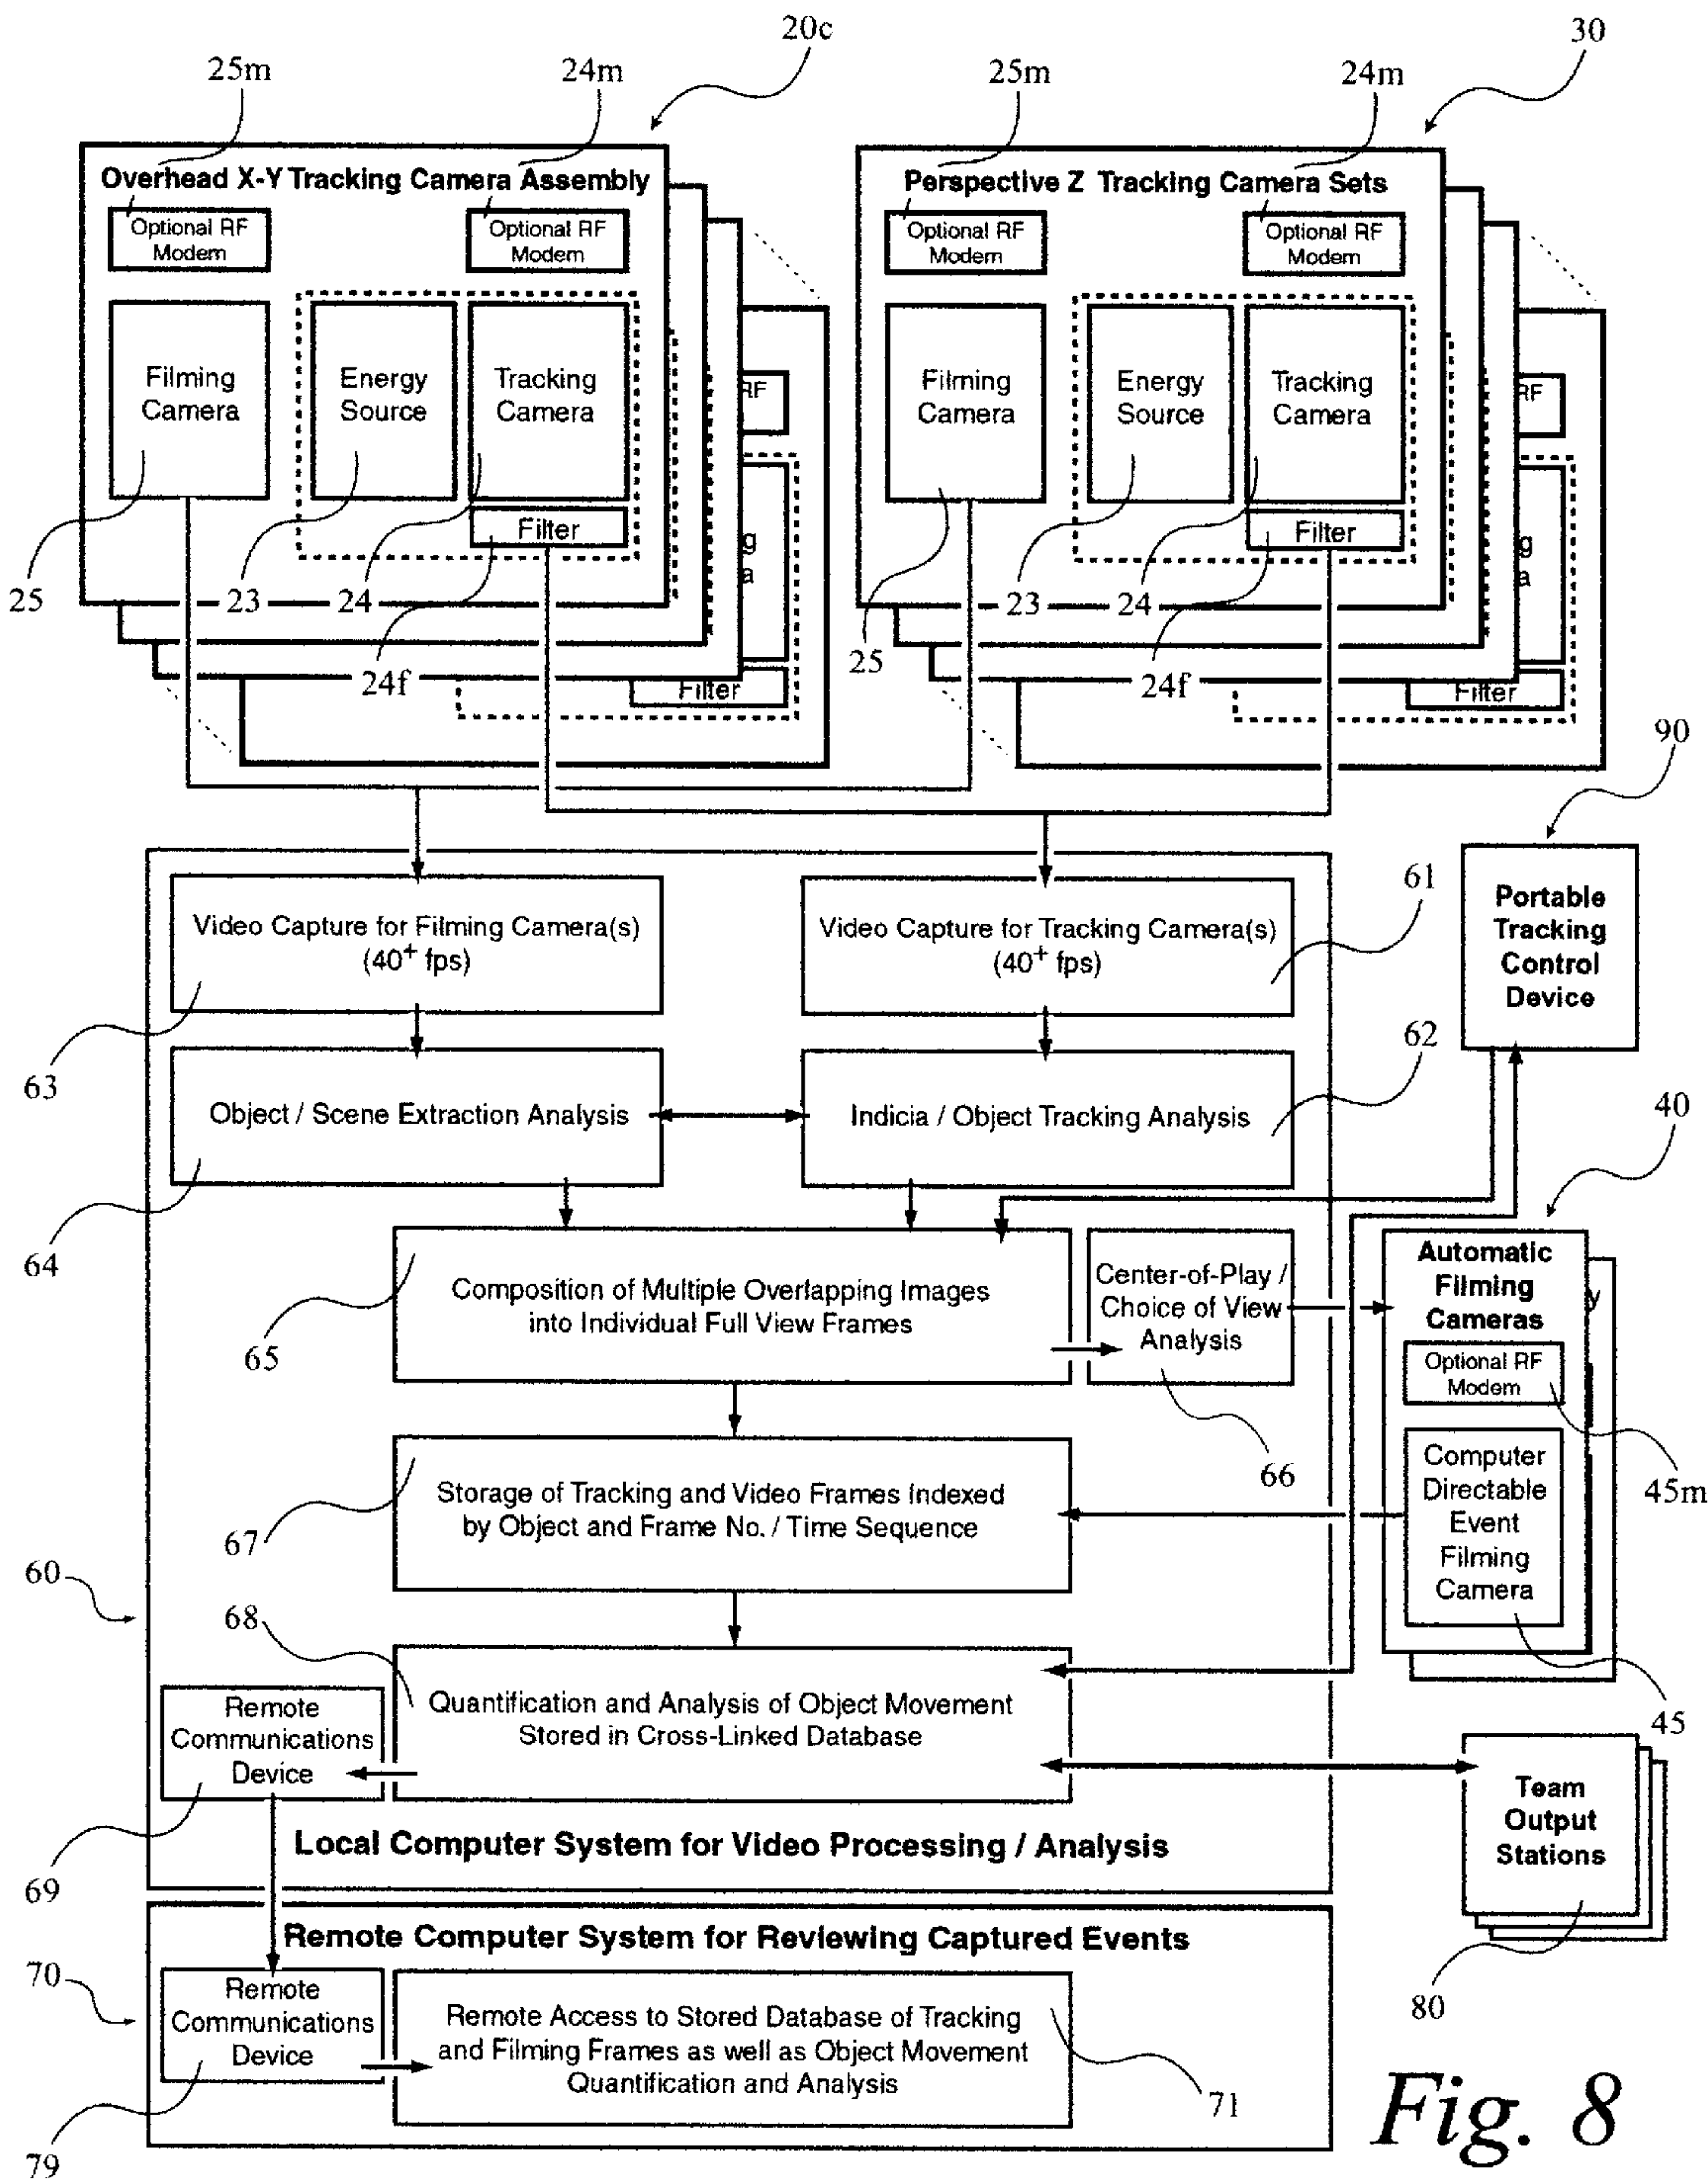 20c
30
25m
24m
25m
24m
Overhead X-Y Tracking Camera Assembly
Perspective Z Tracking Camera Sets
Optional RF
Modem
Optional RF
Modem
Optional RF
Modem
Optional RF
Modem
Filming
Camera
Energy
Source
Tracking
Camera
RF
Filming
Camera
Energy
Source
Tracking
Camera
RF
Filter
g
a
Filter
g
a
25
23
24
24f
Filter
25
23
24
24f
Filter
90
Portable
Tracking
Control
Device
61
Video Capture for Filming Camera(s)
(40+ fps)
Video Capture for Tracking Camera(s)
(40+ fps)
63
62
Object / Scene Extraction Analysis
Indicia / Object Tracking Analysis
40
64
65
Composition of Multiple Overlapping Images
into Individual Full View Frames
Center-of-Play /
Choice of View
Analysis
66
Automatic
Filming
Cameras
y
Optional RF
Modem
45m
Computer
Directable
Event
Filming
Camera
45
67
Storage of Tracking and Video Frames Indexed
by Object and Frame No. / Time Sequence
60
68
Quantification and Analysis of Object Movement
Stored in Cross-Linked Database
Remote
Communications
Device
69
Team
Output
Stations
80
Local Computer System for Video Processing / Analysis
Remote Computer System for Reviewing Captured Events
70
Remote
Communications
Device
79
Remote Access to Stored Database of Tracking
and Filming Frames as well as Object Movement
Quantification and Analysis
71
Fig. 8